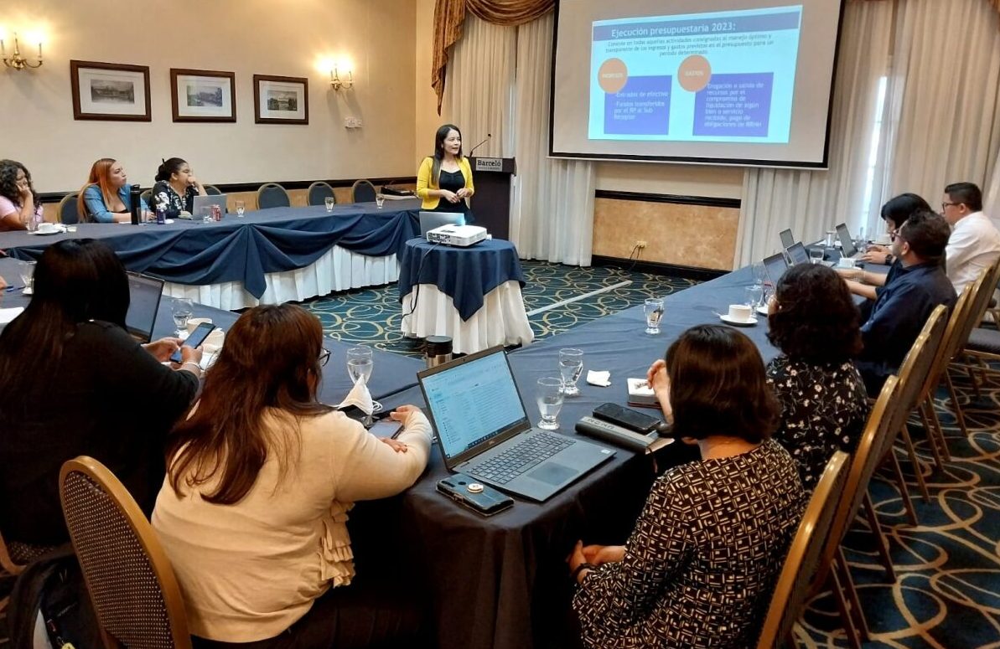 Ejecución presupuestaria 2023:
Consiste en todas aquellas actividades consignadas al manejo óptimo y
transparente de los ingresos y gastos previstos en el presupuesto para un
período determinado.
INGRESOS
-Entradas de efectivo
-Fondos transferidos
por el RP al Sub
Receptor
GASTOS
-Erogación o salida de
recursos por el
compromiso de
liquidación de algún
bien o servicio
recibido, pago de
obligaciones de RRHH
Barceló